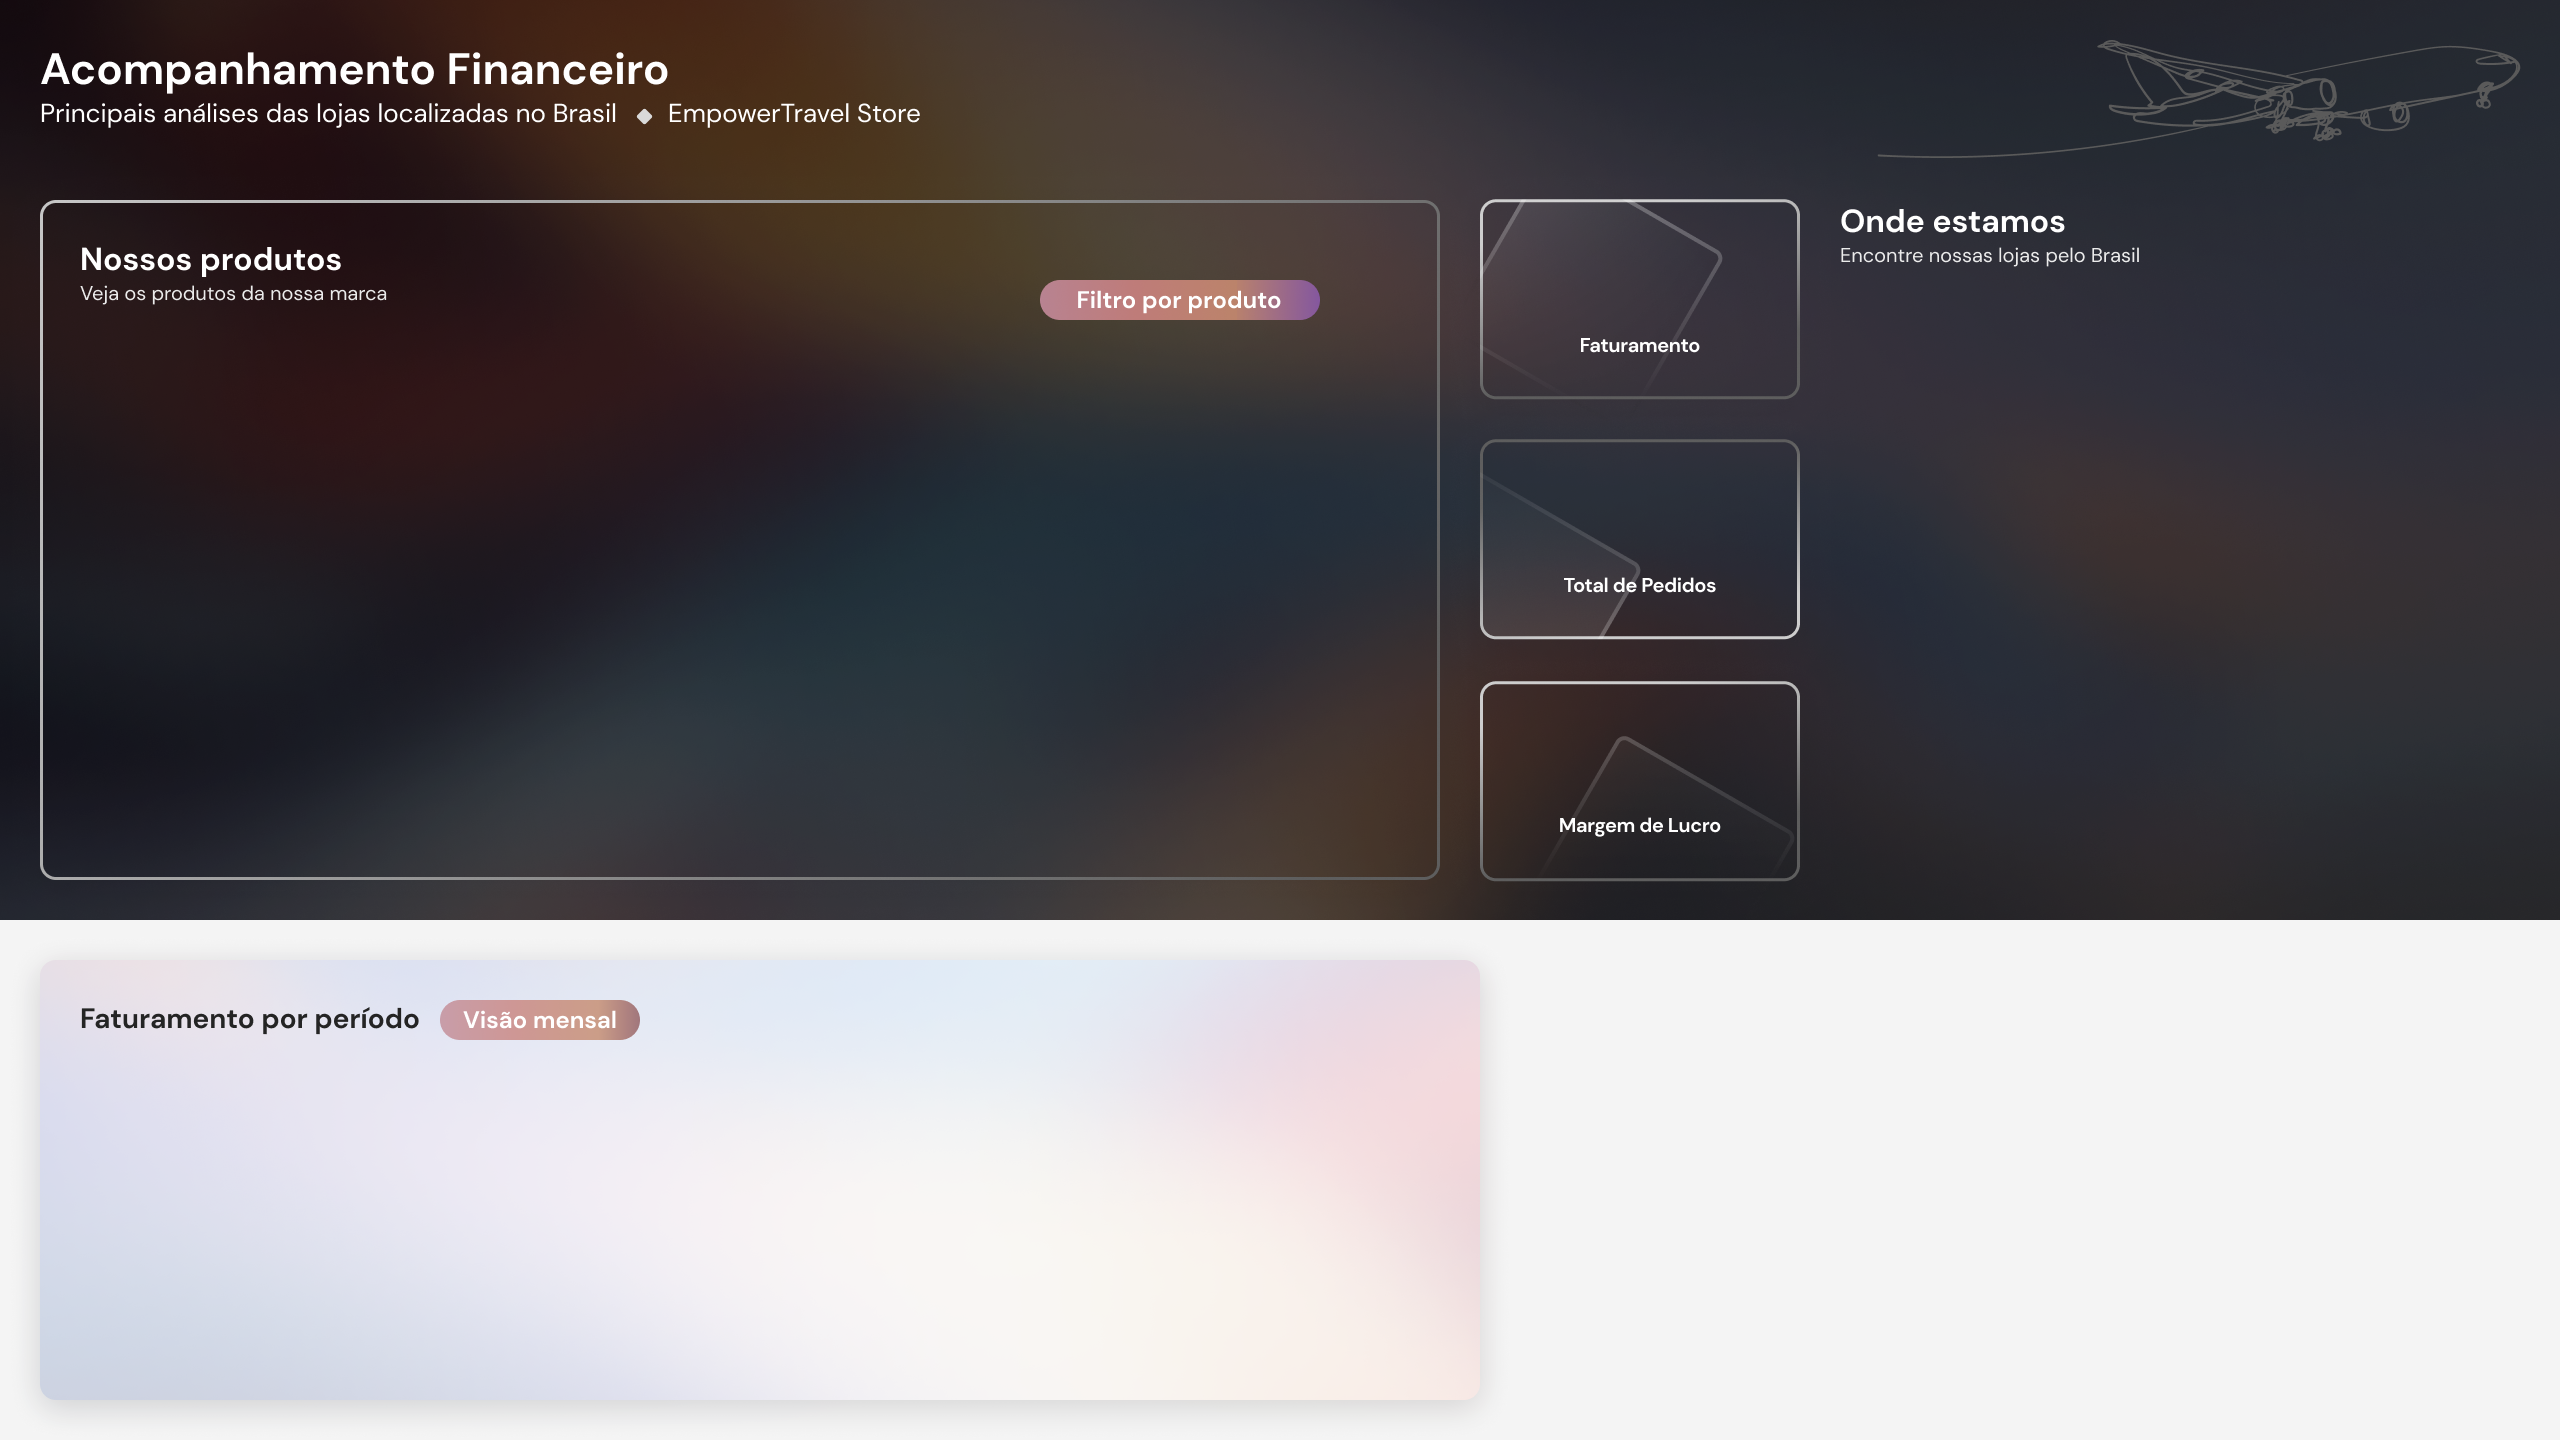 Acompanhamento Financeiro
Principais análises das lojas localizadas no Brasil ◆ EmpowerTravel Store
Nossos produtos
Veja os produtos da nossa marca
Filtro por produto
Faturamento
Total de Pedidos
Margem de Lucro
Onde estamos
Encontre nossas lojas pelo Brasil
Faturamento por período
Visão mensal